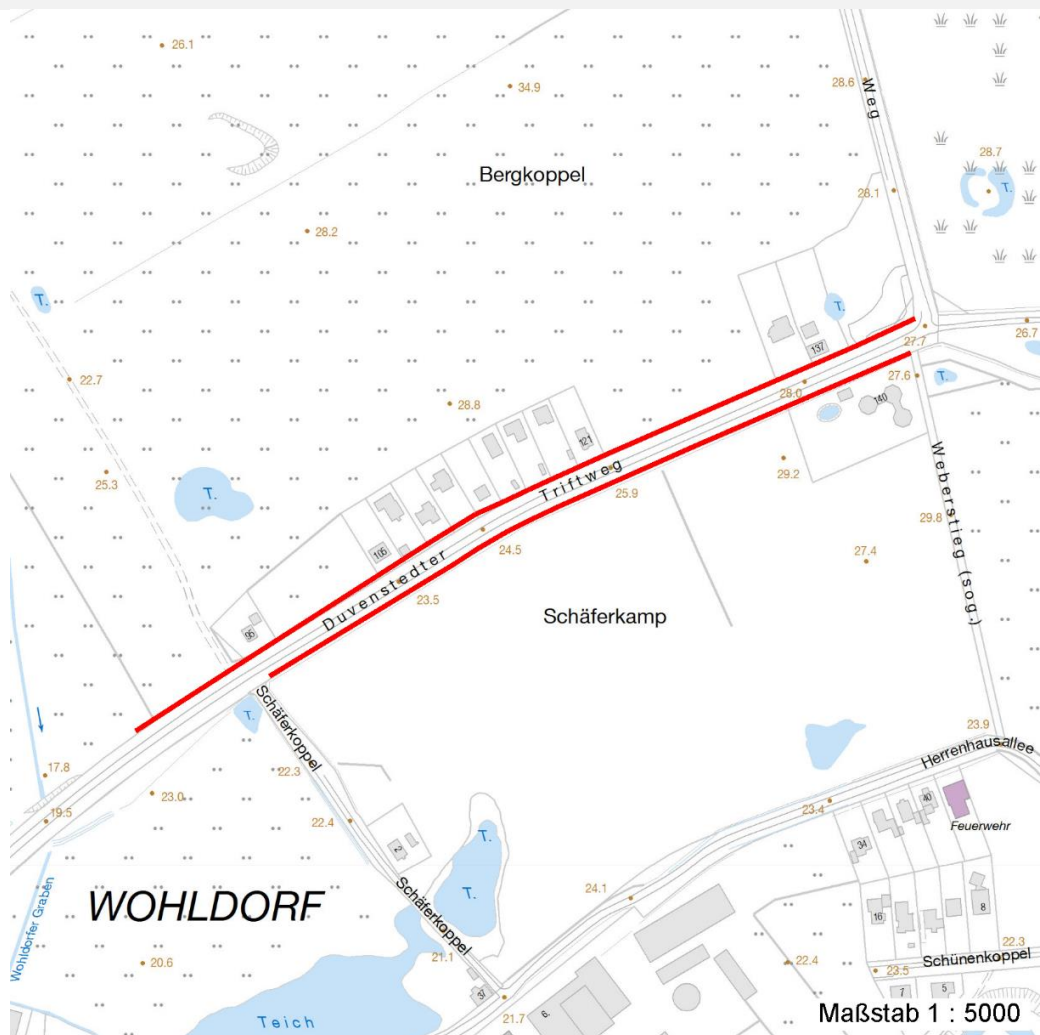 26.1
34.9
28.6
Weg
28.7
T.
Bergkoppel
28.1
28.2
T.
T.
137
27.7
26.7
22.7
28.0
27.6
T.
28.8
140
121
Duvenstedter Triftweg
29.2
25.3
T.
25.9
Weberstieg (sog.)
29.8
24.5
105
27.4
23.5
Schäferkamp
95
Schäferkoppel
T.
23.9
Herrenhausallee
17.8
22.3
23.0
19.5
23.4
40
22.4
Feuerwehr
T.
34
2
Wohldorfer Graben
WOHLDORF
Schäferkoppel
T.
24.1
16
8
21.1
20.6
22.4
22.3
Schünenkoppel
23.5
37
7
5
21.7
6.
Teich
Maßstab 1 : 5000